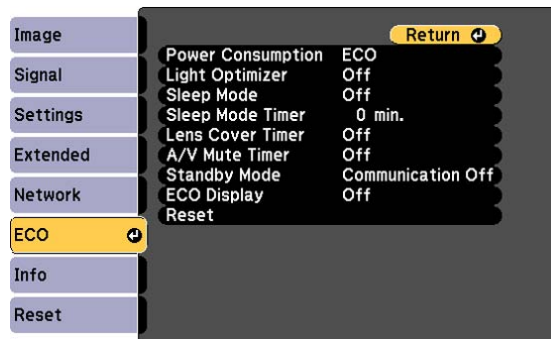 Image
Signal
Settings
Extended
Network
ECO
Info
Reset
Return
Power Consumption ECO
Light Optimizer Off
Sleep Mode Off
Sleep Mode Timer 0 min.
Lens Cover Timer Off
A/V Mute Timer Off
Standby Mode Communication Off
ECO Display Off
Reset